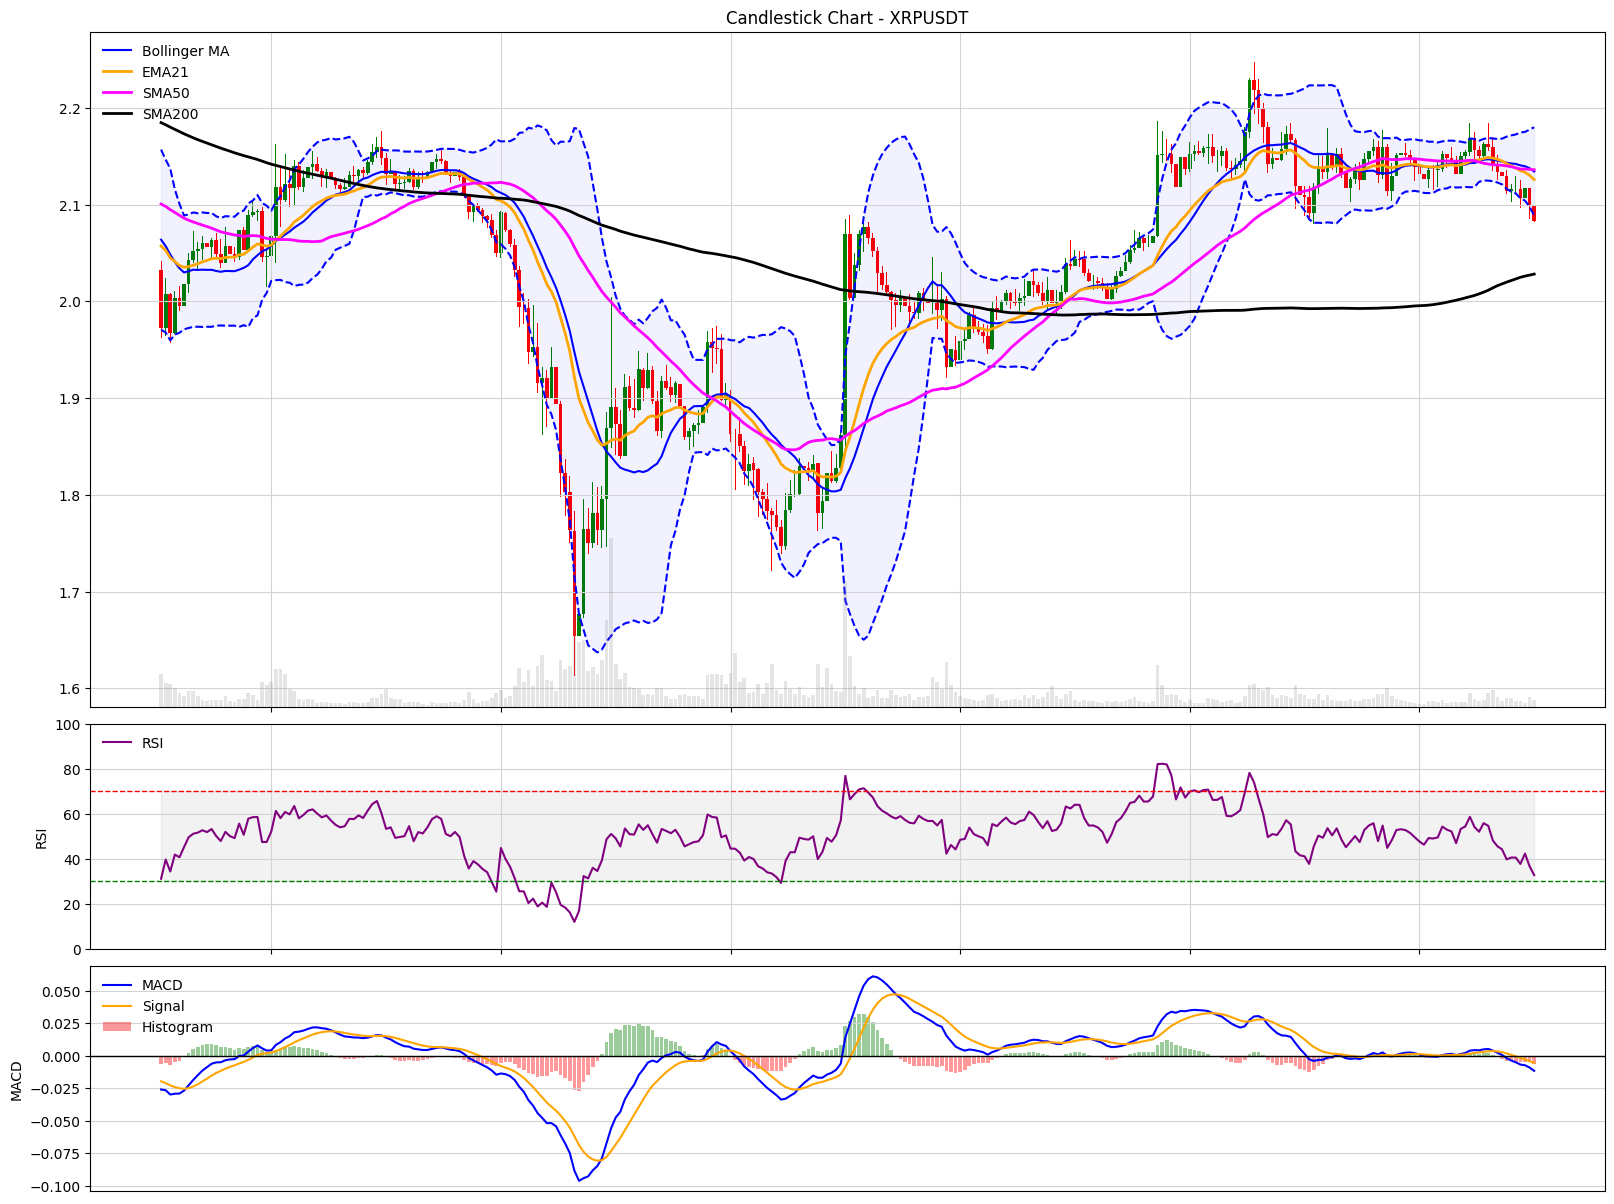 Candlestick Chart - XRPUSDT
Bollinger MA
EMA21
SMA50
SMA200
2.2
2.1
2.0
1.9
1.8
1.7
1.6
RSI
RSI
100
80
60
40
20
0
MACD
Signal
Histogram
MACD
0.050
0.025
0.000
−0.025
−0.050
−0.075
−0.100